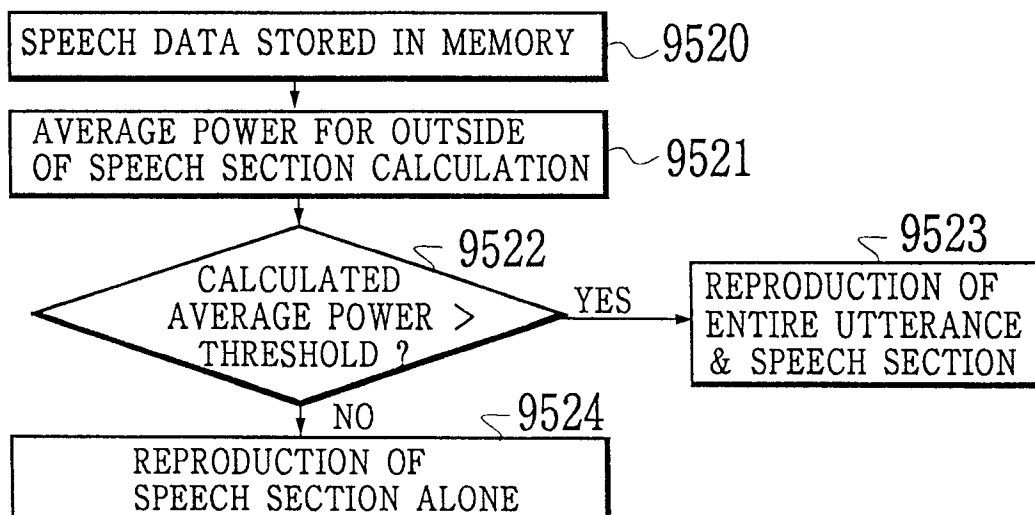 SPEECH DATA STORED IN MEMORY
9520
AVERAGE POWER FOR OUTSIDE
OF SPEECH SECTION CALCULATION
9521
9522
CALCULATED
AVERAGE POWER >
THRESHOLD ?
YES
9523
REPRODUCTION OF
ENTIRE UTTERANCE
& SPEECH SECTION
NO
9524
REPRODUCTION OF
SPEECH SECTION ALONE